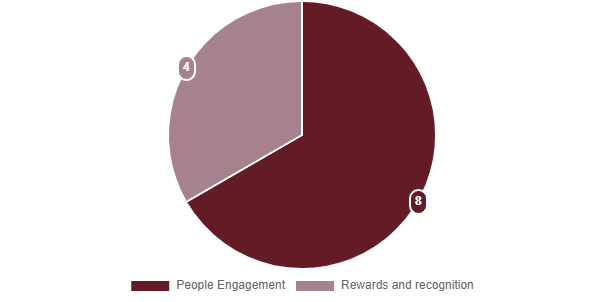 4
8
People Engagement
Rewards and recognition